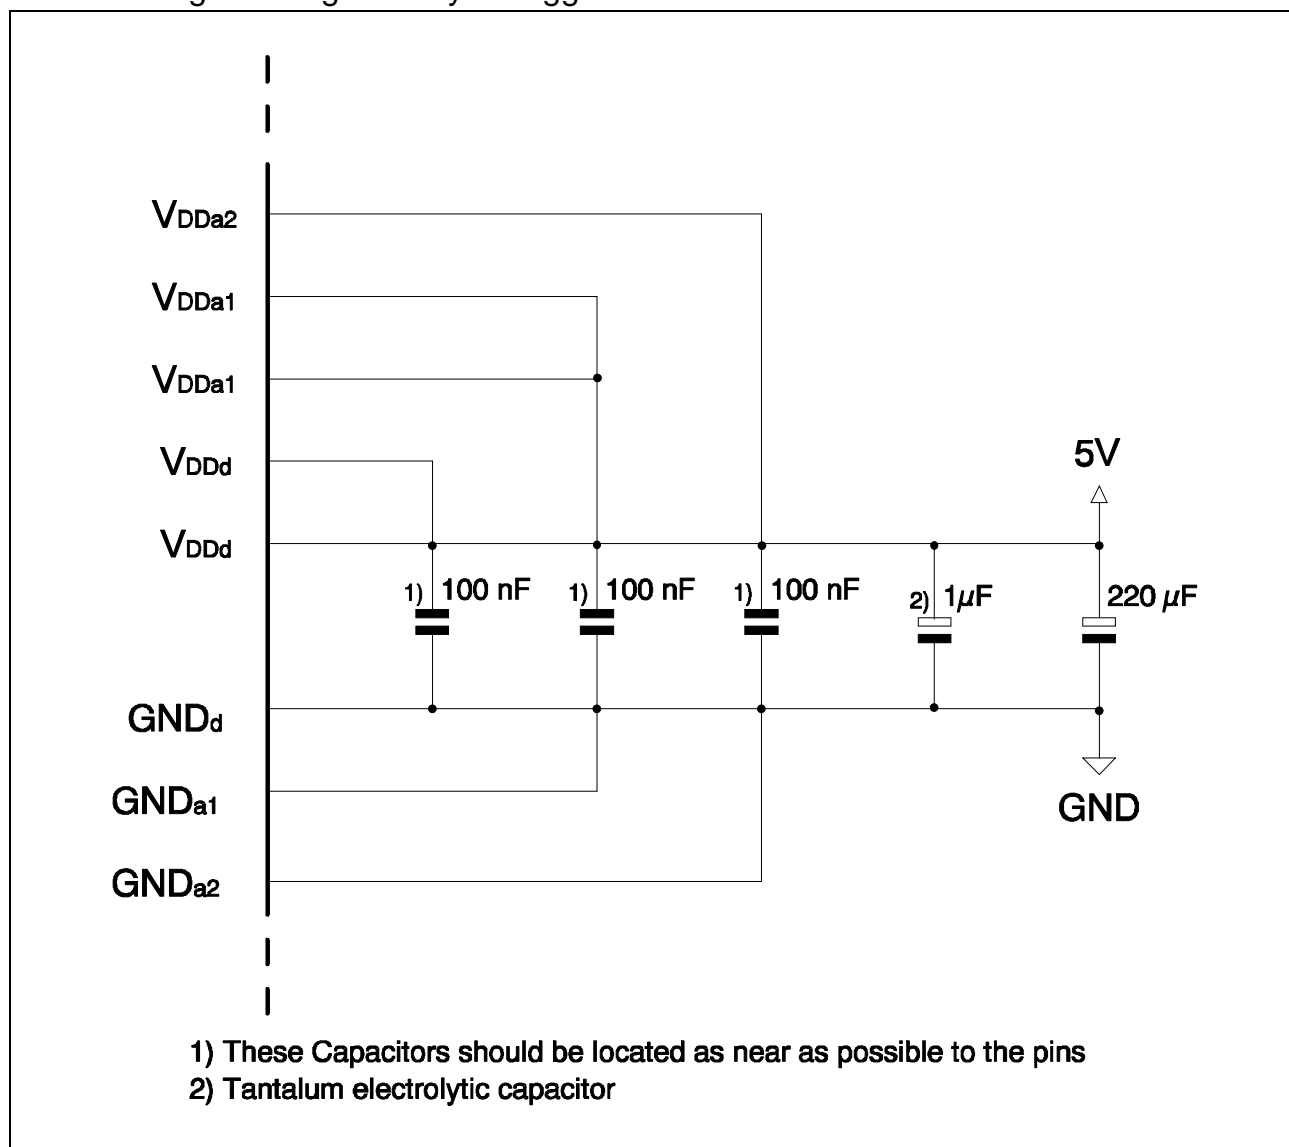 VDDa2
VDDa1
VDDa1
VDDd
5V
VDDd
1) 100 nF 1) 100 nF 1) 100 nF 2) 1µF 220 µF
GNDd
GNDa1
GND
GNDa2
1) These Capacitors should be located as near as possible to the pins
2) Tantalum electrolytic capacitor